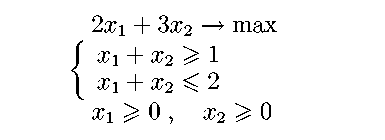 2x₁ + 3x₂ → max
x₁ + x₂ ⩾ 1
x₁ + x₂ ⩽ 2
x₁ ⩾ 0 , x₂ ⩾ 0